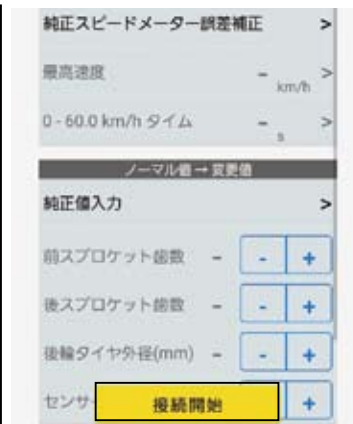 純正スピードメーター誤差補正 >
最高速度 - km/h >
0 - 60.0 km/h タイム - s >
ノーマル値 → 変更値
純正値入力 >
前スプロケット歯数 - - +
後スプロケット歯数 - - +
後輪タイヤ外径(mm) - - +
センサ +
接続開始